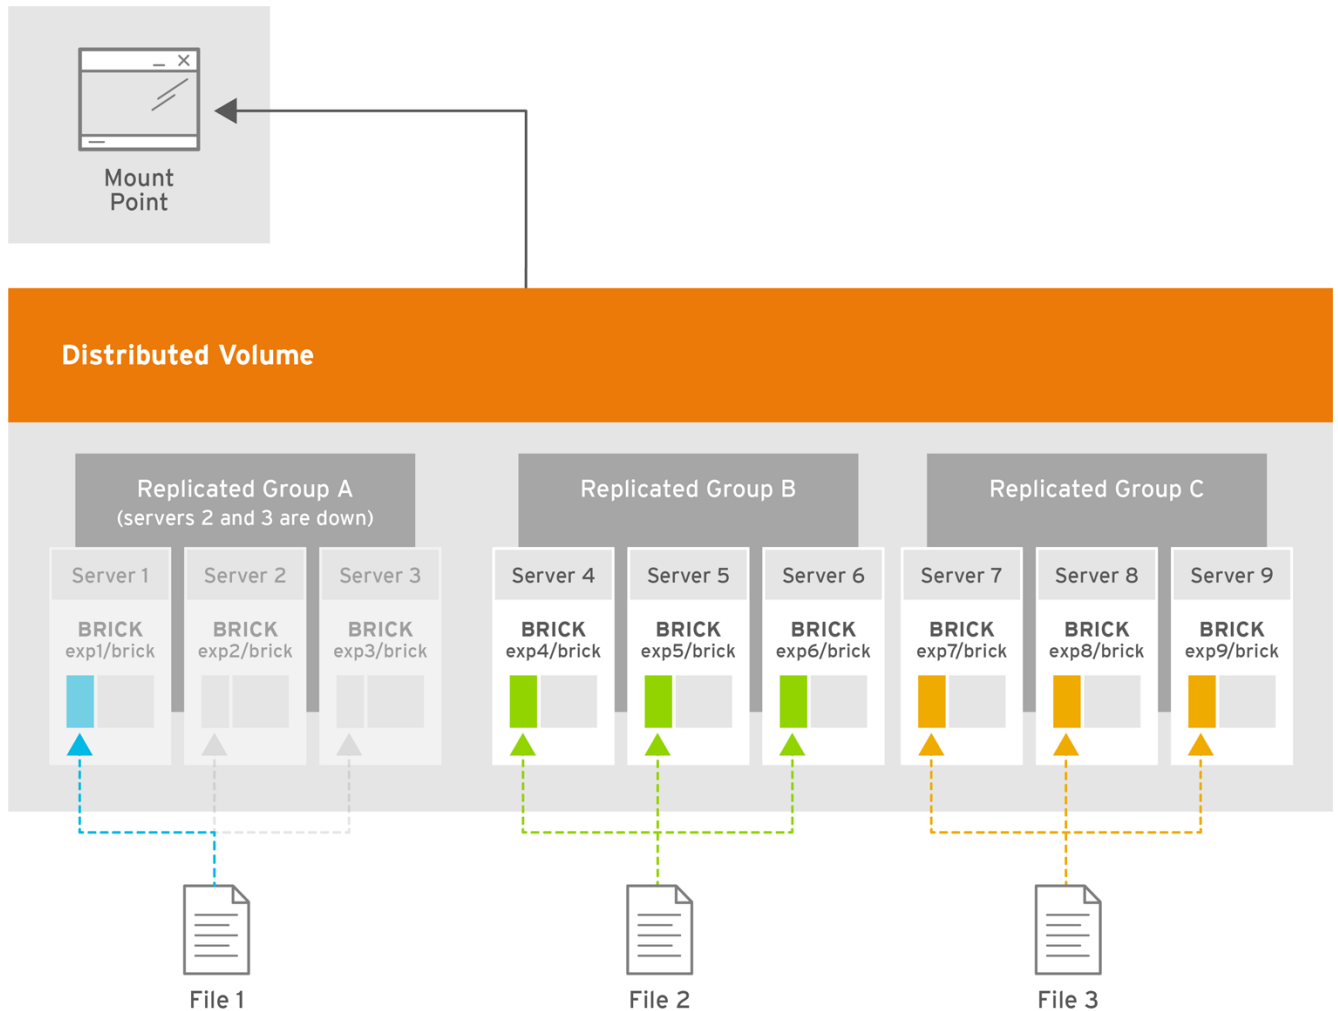 Mount
Point
Distributed Volume
Replicated Group A
(servers 2 and 3 are down)
Server 1
BRICK
exp1/brick
Server 2
BRICK
exp2/brick
Server 3
BRICK
exp3/brick
Replicated Group B
Server 4
BRICK
exp4/brick
Server 5
BRICK
exp5/brick
Server 6
BRICK
exp6/brick
Replicated Group C
Server 7
BRICK
exp7/brick
Server 8
BRICK
exp8/brick
Server 9
BRICK
exp9/brick
File 1
File 2
File 3